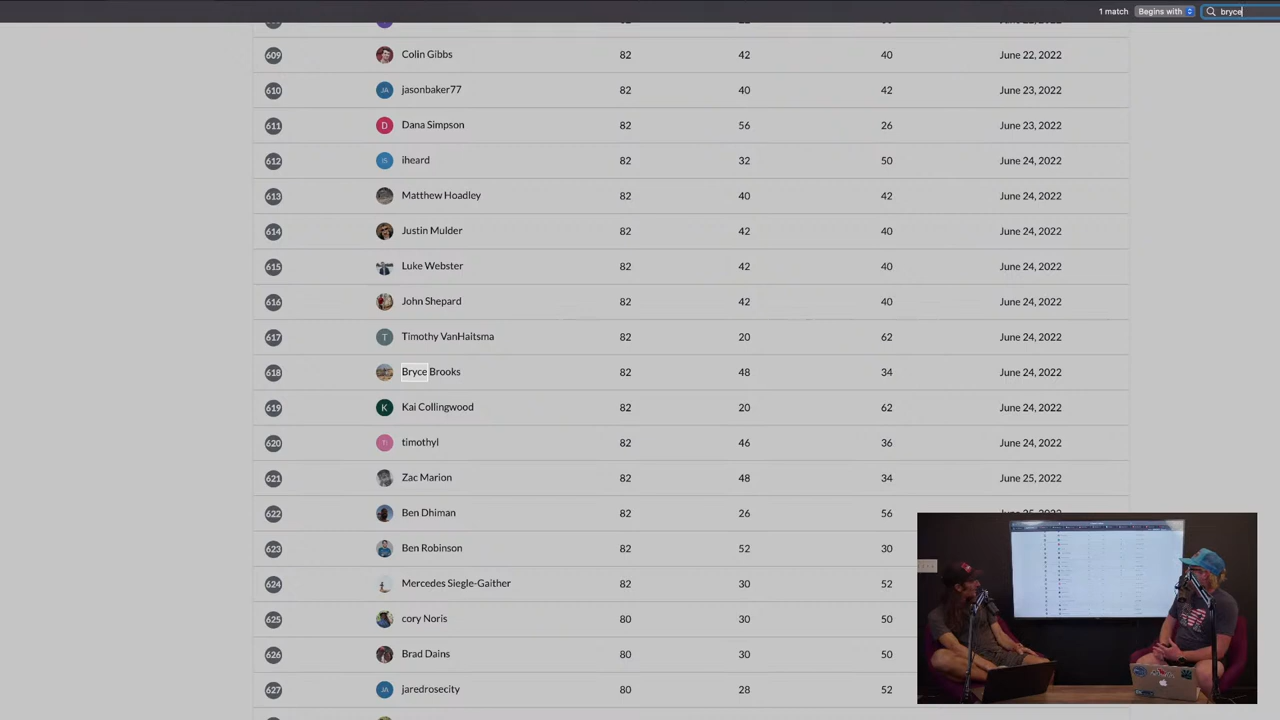 1 match Begins with bryce
609 Colin Gibbs 82 42 40 June 22, 2022
610 JA jasonbaker77 82 40 42 June 23, 2022
611 D Dana Simpson 82 56 26 June 23, 2022
612 IS iheard 82 32 50 June 24, 2022
613 Matthew Hoadley 82 40 42 June 24, 2022
614 Justin Mulder 82 42 40 June 24, 2022
615 Luke Webster 82 42 40 June 24, 2022
616 John Shepard 82 42 40 June 24, 2022
617 T Timothy VanHaitsma 82 20 62 June 24, 2022
618 Bryce Brooks 82 48 34 June 24, 2022
619 K Kai Collingwood 82 20 62 June 24, 2022
620 TI timothyl 82 46 36 June 24, 2022
621 Zac Marion 82 48 34 June 25, 2022
622 Ben Dhiman 82 26 56
623 Ben Robinson 82 52 30
624 Mercedes Siegle-Gaither 82 30 52
625 cory Noris 80 30 50
626 Brad Dains 80 30 50
627 JA jaredrosecity 80 28 52